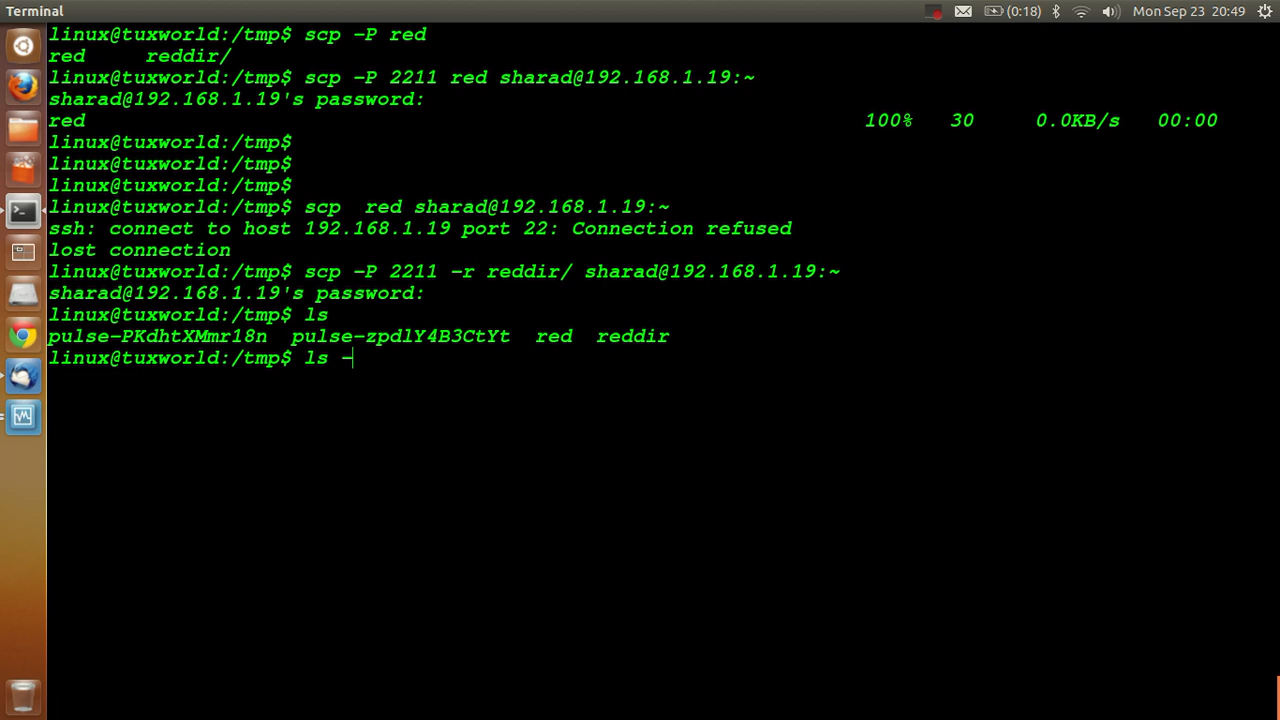 Terminal
(0:18) Mon Sep 23 20:49
linux@tuxworld:/tmp$ scp -P red
red reddir/
linux@tuxworld:/tmp$ scp -P 2211 red sharad@192.168.1.19:~
sharad@192.168.1.19's password:
red 100% 30 0.0KB/s 00:00
linux@tuxworld:/tmp$
linux@tuxworld:/tmp$
linux@tuxworld:/tmp$
linux@tuxworld:/tmp$ scp  red sharad@192.168.1.19:~
ssh: connect to host 192.168.1.19 port 22: Connection refused
lost connection
linux@tuxworld:/tmp$ scp -P 2211 -r reddir/ sharad@192.168.1.19:~
sharad@192.168.1.19's password:
linux@tuxworld:/tmp$ ls
pulse-PKdhtXMmr18n  pulse-zpdlY4B3CtYt  red  reddir
linux@tuxworld:/tmp$ ls -